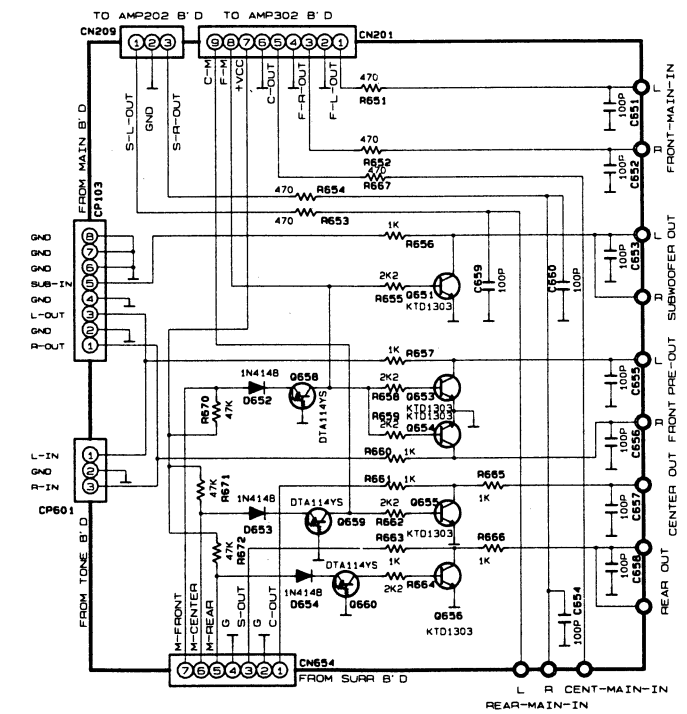 TO AMP202 B'D TO AMP302 B'D
CN209 CN201
1 2 3 9 8 7 6 5 4 3 2 1
S-L-OUT
GND
S-R-OUT
C-M
F-M
+VCC
C-OUT
F-R-OUT
F-L-OUT
470
R651
470
R652
470
R667
470 R654
470 R653
C651
100P
L
C652
100P
R
FRONT-MAIN-IN
FROM MAIN B'D
CP103
GND 8
GND 7
GND 6
SUB-IN 5
GND 4
L-OUT 3
GND 2
R-OUT 1
1K
R656
2K2
R655 Q651
KTD1303
C659
100P
C660
100P
C653
100P
L
R
SUBWOOFER OUT
1K
R657
1N4148
D652
Q658
DTA114YS
R670
47K
2K2
R658 Q653
KTD1303
KTD1303
R659
2K2 Q654
R660 1K
C655
100P
L
C656
100P
R
FRONT PRE-OUT
L-IN 1
GND 2
R-IN 3
CP601
FROM TONE B'D
47K
R671
1N4148
D653
DTA114YS
Q659
R661 1K
2K2
R662
Q655
KTD1303
R665
1K
C657
100P
CENTER OUT
47K
R672
1N4148
D654
DTA114YS
Q660
R663
1K
2K2 R664
Q656
KTD1303
R666
1K
C658
100P
REAR OUT
C654
100P
M-FRONT
M-CENTER
M-REAR
G
S-OUT
G
C-OUT
7 6 5 4 3 2 1
CN654
FROM SURR B'D
L R CENT-MAIN-IN
REAR-MAIN-IN